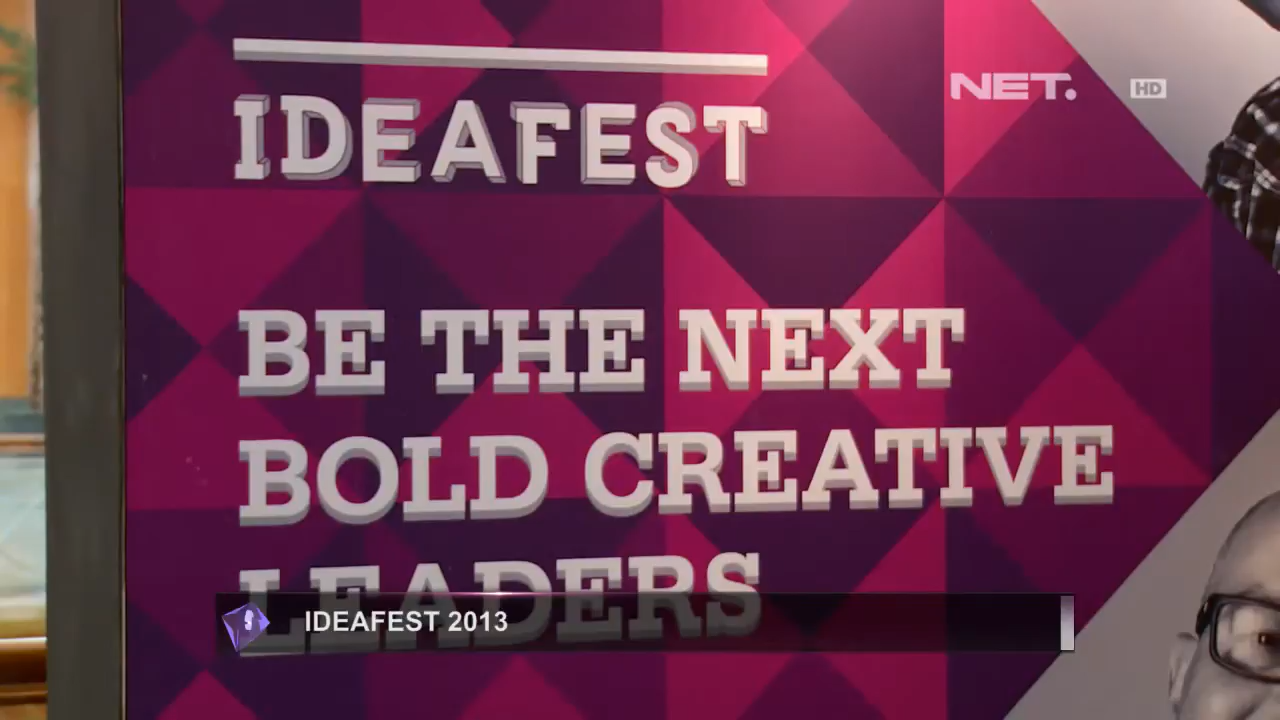 NET. HD
IDEAFEST
BE THE NEXT
BOLD CREATIVE
LEADERS
IDEAFEST 2013